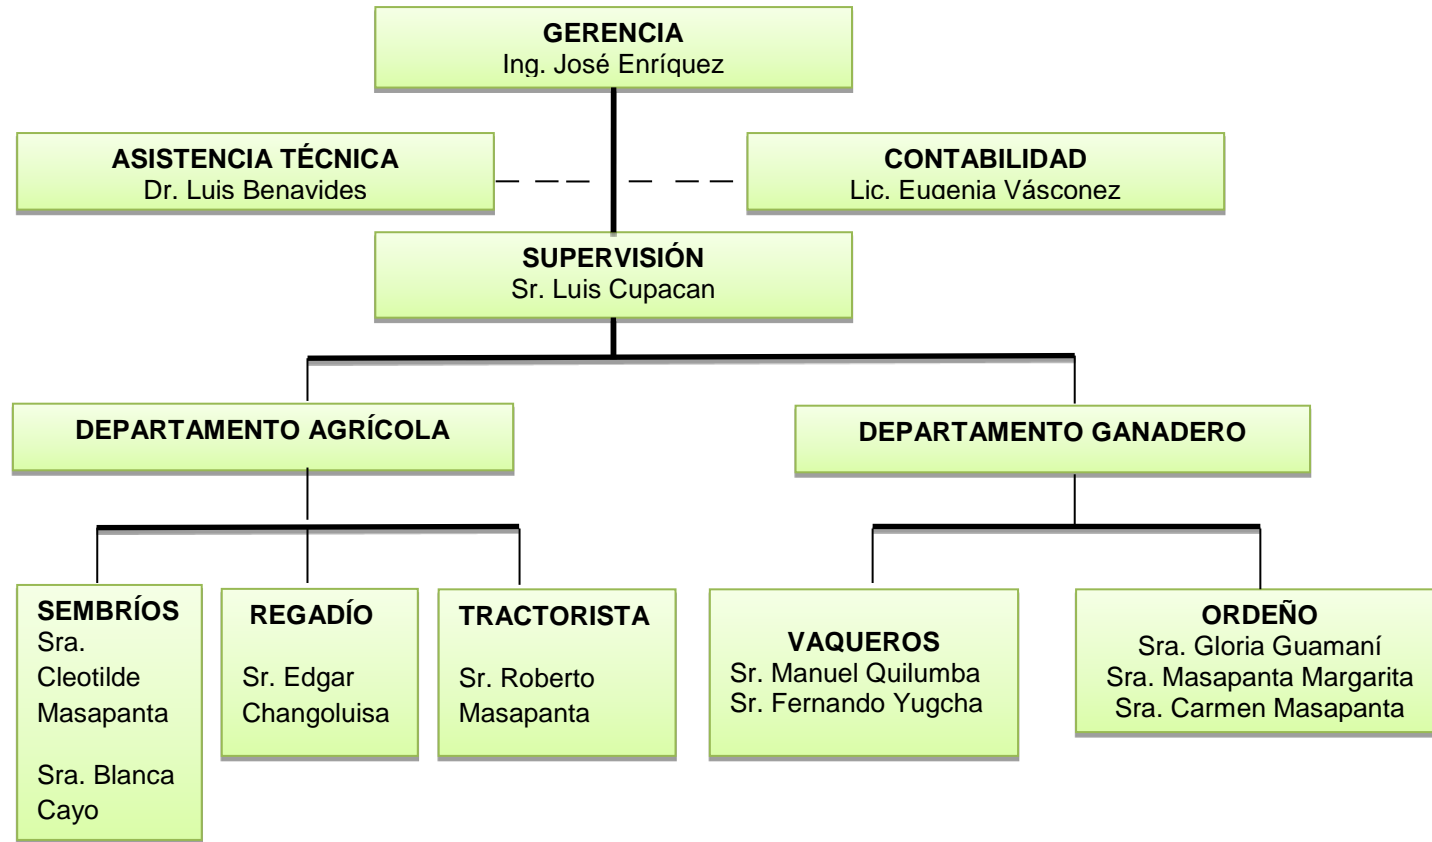 GERENCIA
Ing. José Enríquez
ASISTENCIA TÉCNICA
Dr. Luis Benavides
CONTABILIDAD
Lic. Eugenia Vásconez
SUPERVISIÓN
Sr. Luis Cupacan
DEPARTAMENTO AGRÍCOLA
DEPARTAMENTO GANADERO
SEMBRÍOS
Sra.
Cleotilde
Masapanta
Sra. Blanca
Cayo
REGADÍO
Sr. Edgar
Changoluisa
TRACTORISTA
Sr. Roberto
Masapanta
VAQUEROS
Sr. Manuel Quilumba
Sr. Fernando Yugcha
ORDEÑO
Sra. Gloria Guamaní
Sra. Masapanta Margarita
Sra. Carmen Masapanta